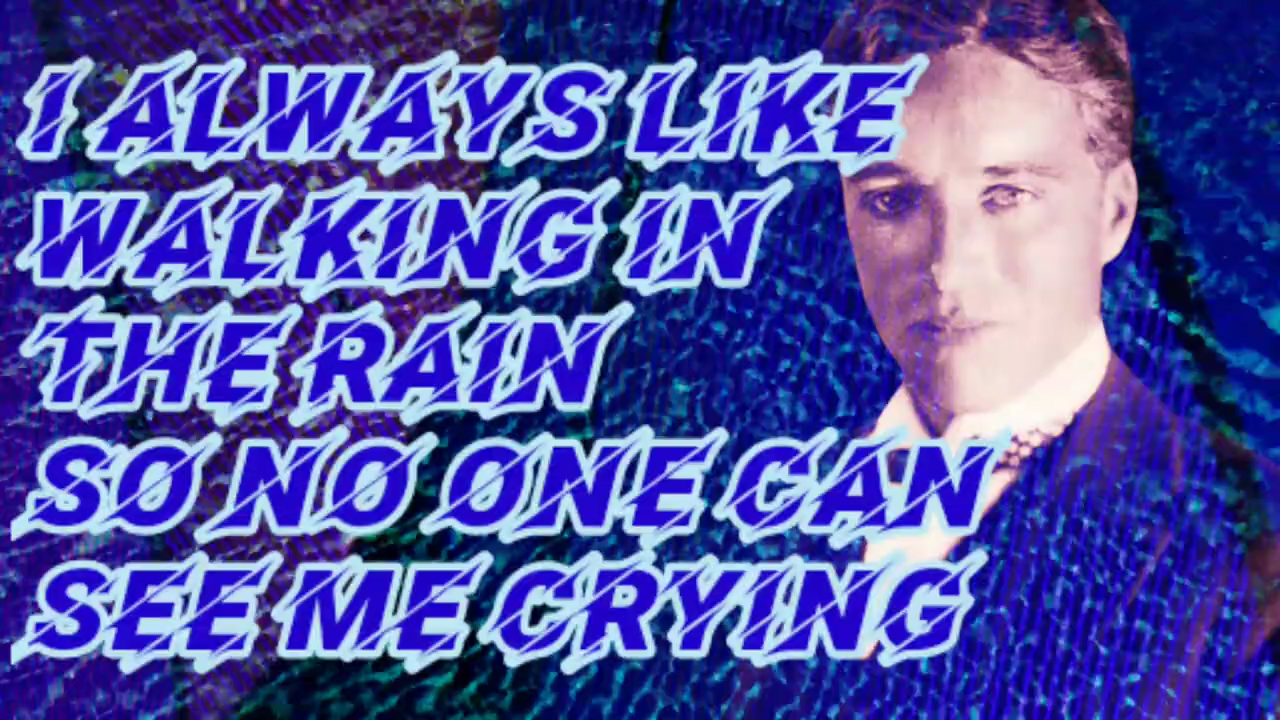 I ALWAYS LIKE
WALKING IN
THE RAIN
SO NO ONE CAN
SEE ME CRYING